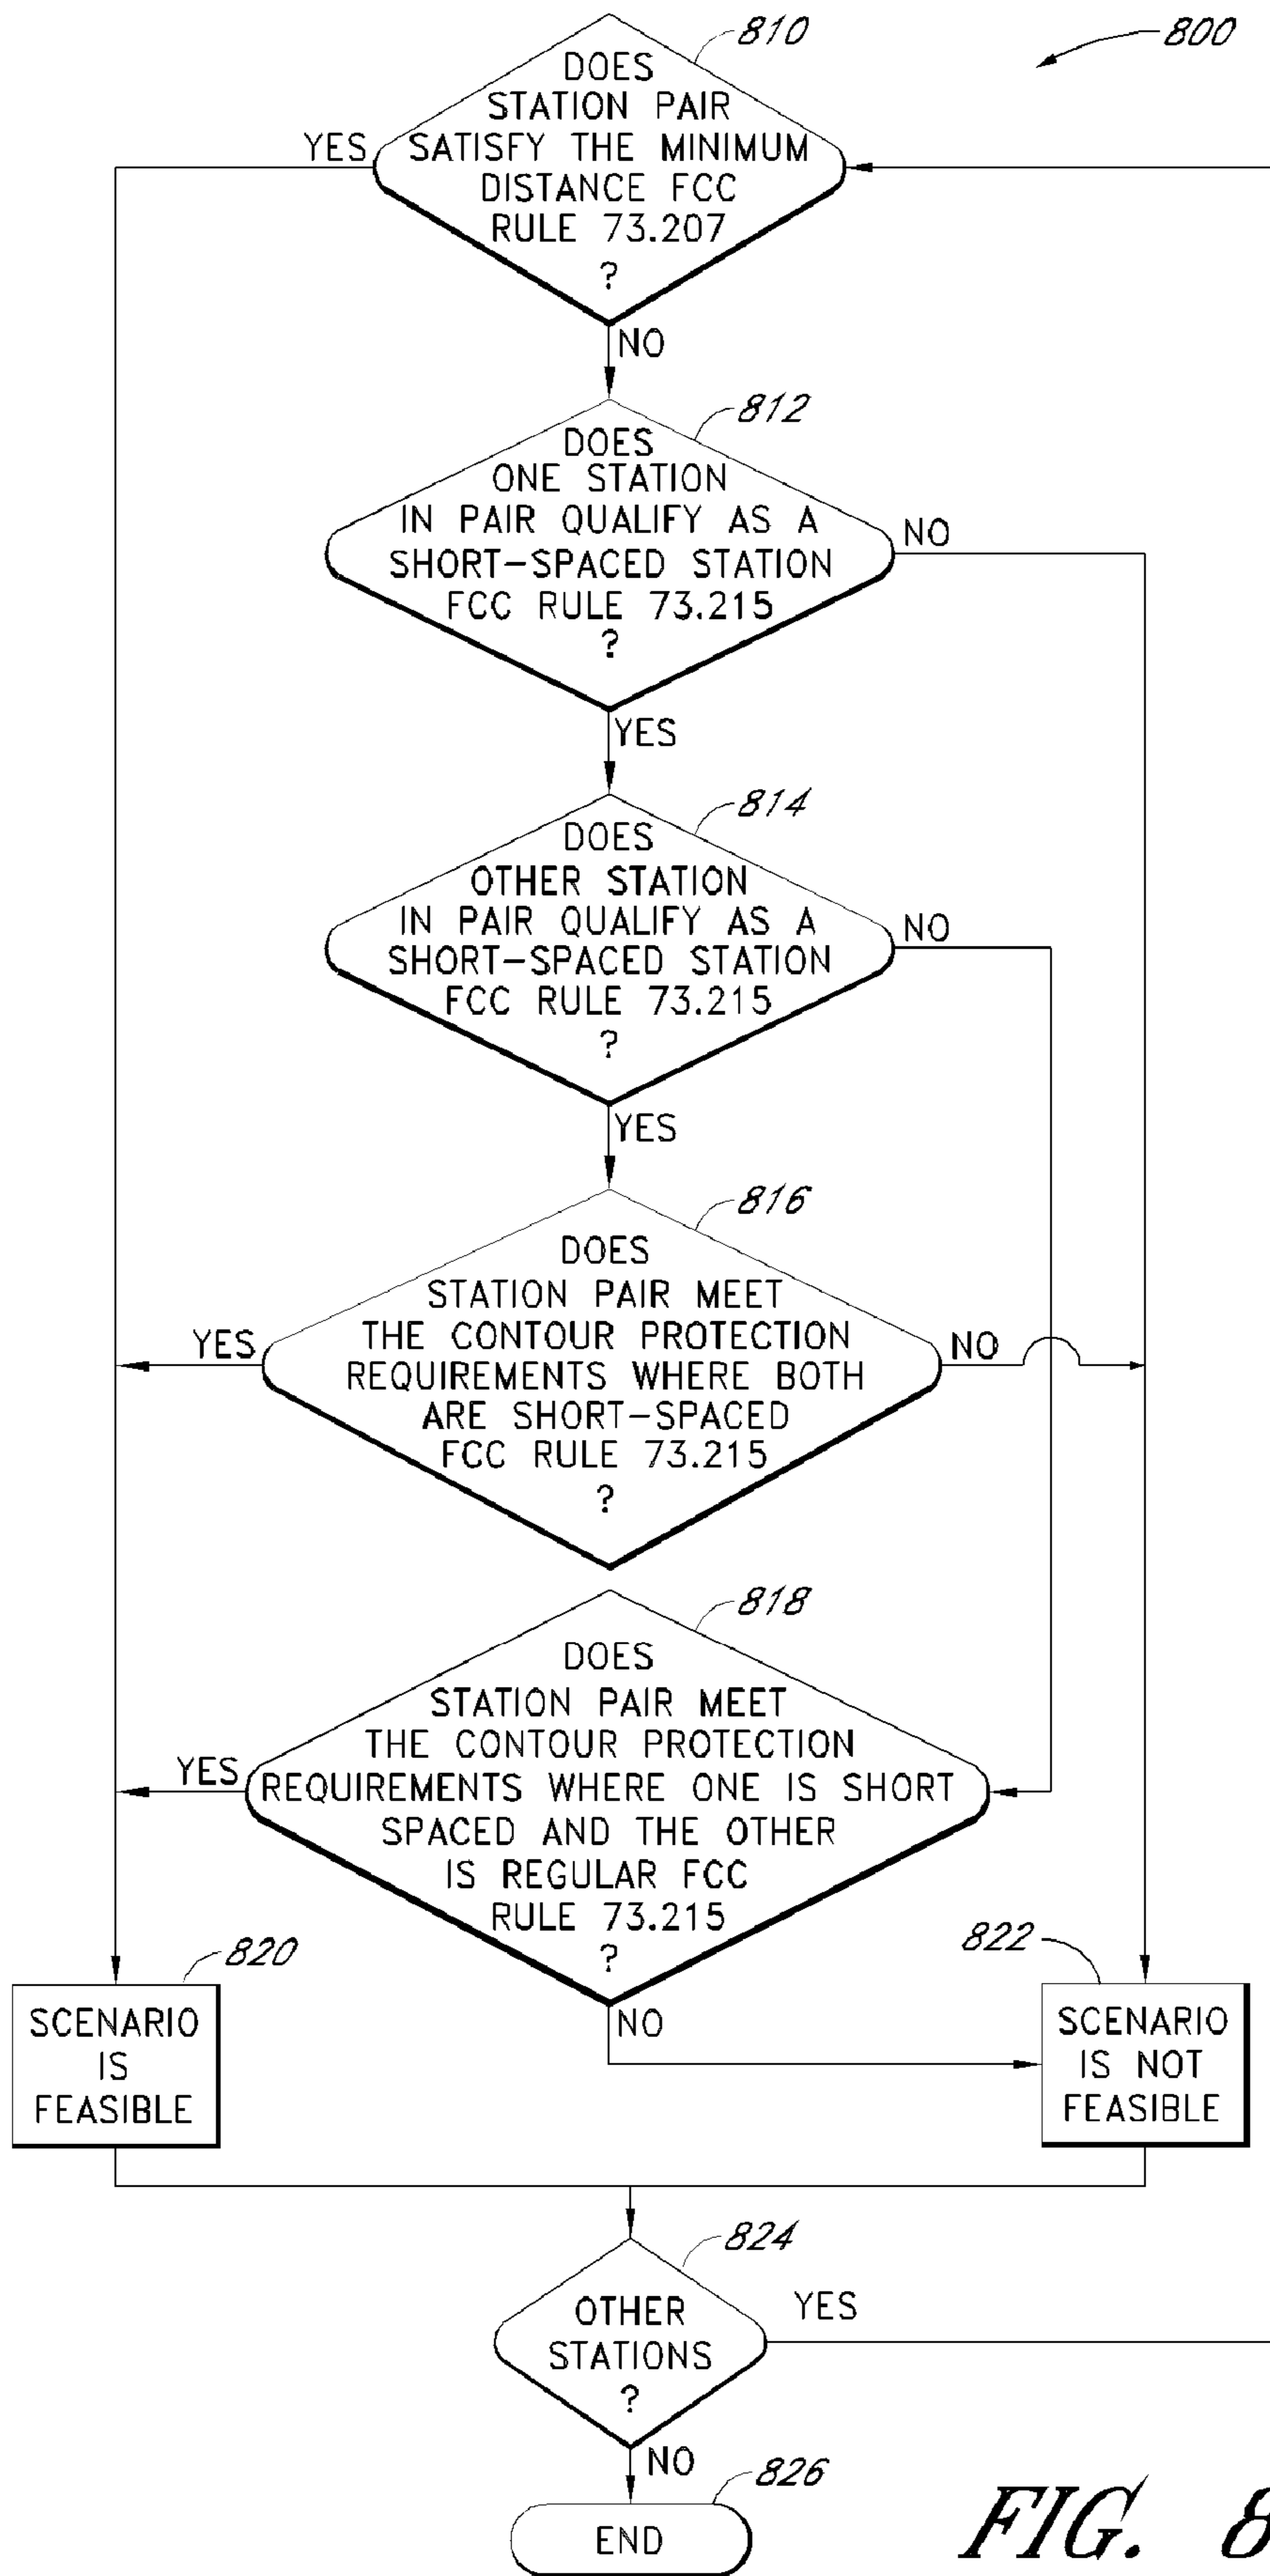 810
800
DOES
STATION PAIR
SATISFY THE MINIMUM
DISTANCE FCC
RULE 73.207
?
YES
NO
812
DOES
ONE STATION
IN PAIR QUALIFY AS A
SHORT-SPACED STATION
FCC RULE 73.215
?
NO
YES
814
DOES
OTHER STATION
IN PAIR QUALIFY AS A
SHORT-SPACED STATION
FCC RULE 73.215
?
NO
YES
816
DOES
STATION PAIR MEET
THE CONTOUR PROTECTION
REQUIREMENTS WHERE BOTH
ARE SHORT-SPACED
FCC RULE 73.215
?
YES
NO
818
DOES
STATION PAIR MEET
THE CONTOUR PROTECTION
REQUIREMENTS WHERE ONE IS SHORT
SPACED AND THE OTHER
IS REGULAR FCC
RULE 73.215
?
YES
NO
820
SCENARIO
IS
FEASIBLE
822
SCENARIO
IS NOT
FEASIBLE
824
OTHER
STATIONS
?
YES
NO
826
END
FIG. 8